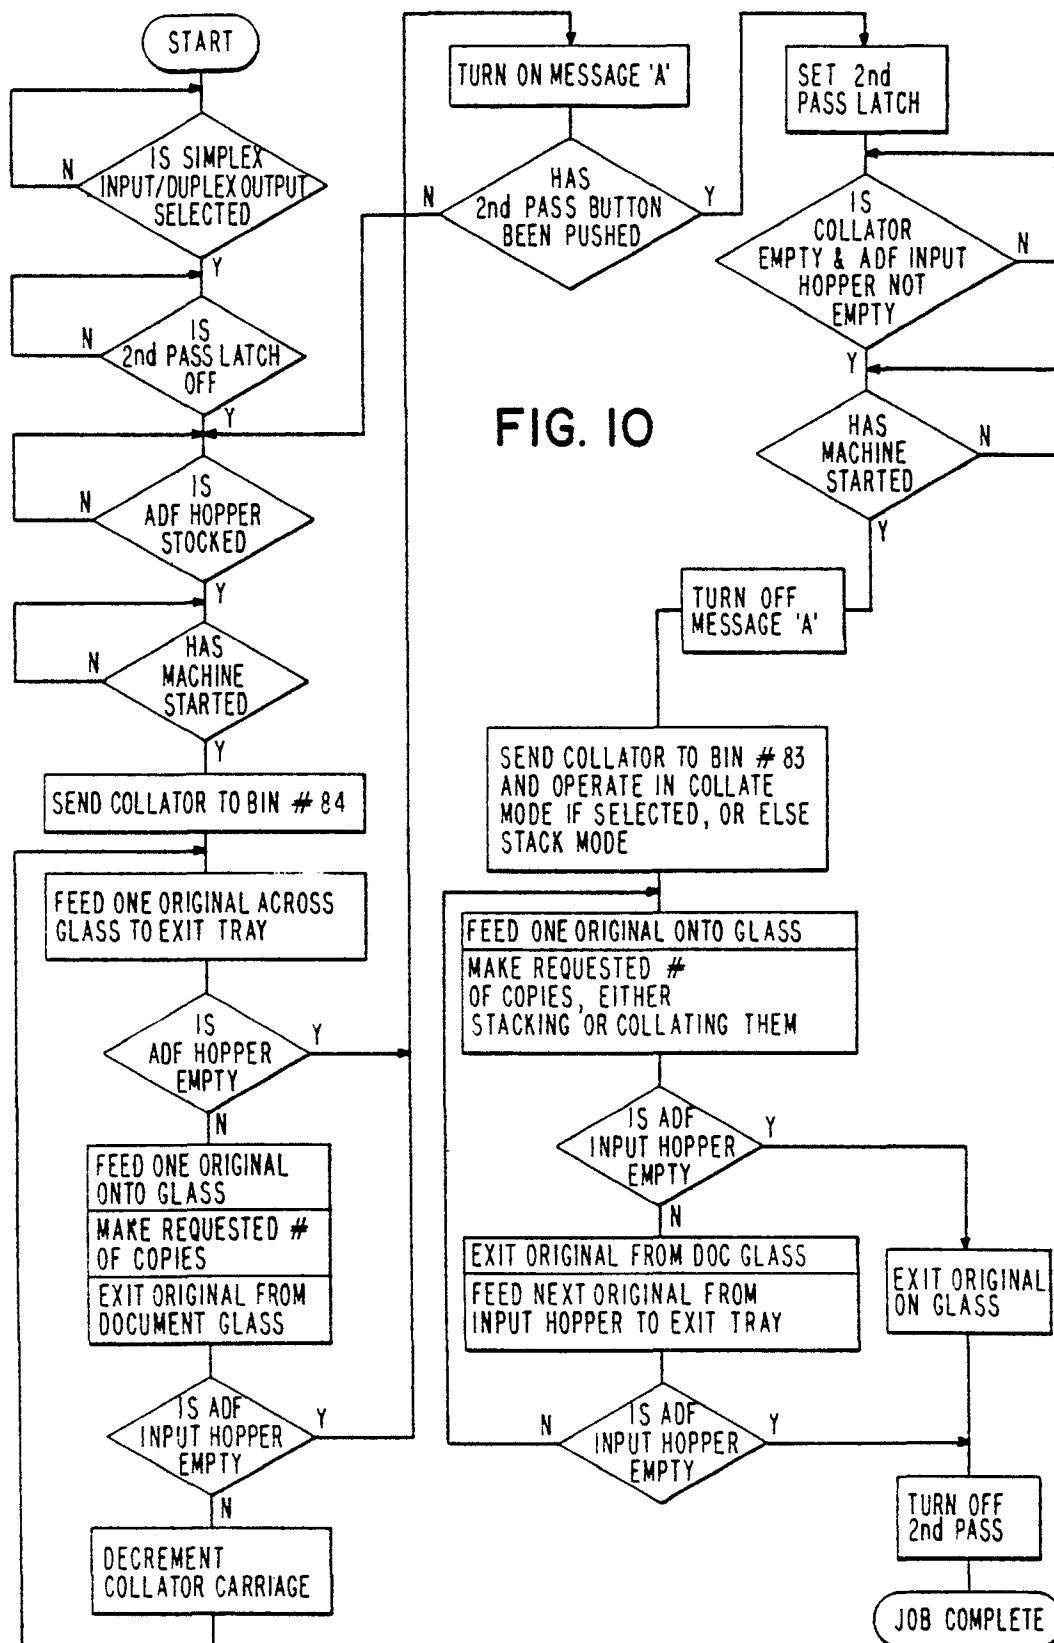 START
IS SIMPLEX
INPUT/DUPLEX OUTPUT
SELECTED
N
Y
IS
2nd PASS LATCH
OFF
N
Y
IS
ADF HOPPER
STOCKED
N
Y
HAS
MACHINE
STARTED
N
Y
SEND COLLATOR TO BIN # 84
FEED ONE ORIGINAL ACROSS
GLASS TO EXIT TRAY
IS
ADF HOPPER
EMPTY
Y
N
FEED ONE ORIGINAL
ONTO GLASS
MAKE REQUESTED #
OF COPIES
EXIT ORIGINAL FROM
DOCUMENT GLASS
IS ADF
INPUT HOPPER
EMPTY
Y
N
DECREMENT
COLLATOR CARRIAGE
TURN ON MESSAGE 'A'
HAS
2nd PASS BUTTON
BEEN PUSHED
N
Y
SET 2nd
PASS LATCH
IS
COLLATOR
EMPTY & ADF INPUT
HOPPER NOT
EMPTY
N
Y
FIG. 10
HAS
MACHINE
STARTED
N
Y
TURN OFF
MESSAGE 'A'
SEND COLLATOR TO BIN # 83
AND OPERATE IN COLLATE
MODE IF SELECTED, OR ELSE
STACK MODE
FEED ONE ORIGINAL ONTO GLASS
MAKE REQUESTED #
OF COPIES, EITHER
STACKING OR COLLATING THEM
IS ADF
INPUT HOPPER
EMPTY
Y
N
EXIT ORIGINAL FROM DOC GLASS
FEED NEXT ORIGINAL FROM
INPUT HOPPER TO EXIT TRAY
IS ADF
INPUT HOPPER
EMPTY
N
Y
EXIT ORIGINAL
ON GLASS
TURN OFF
2nd PASS
JOB COMPLETE